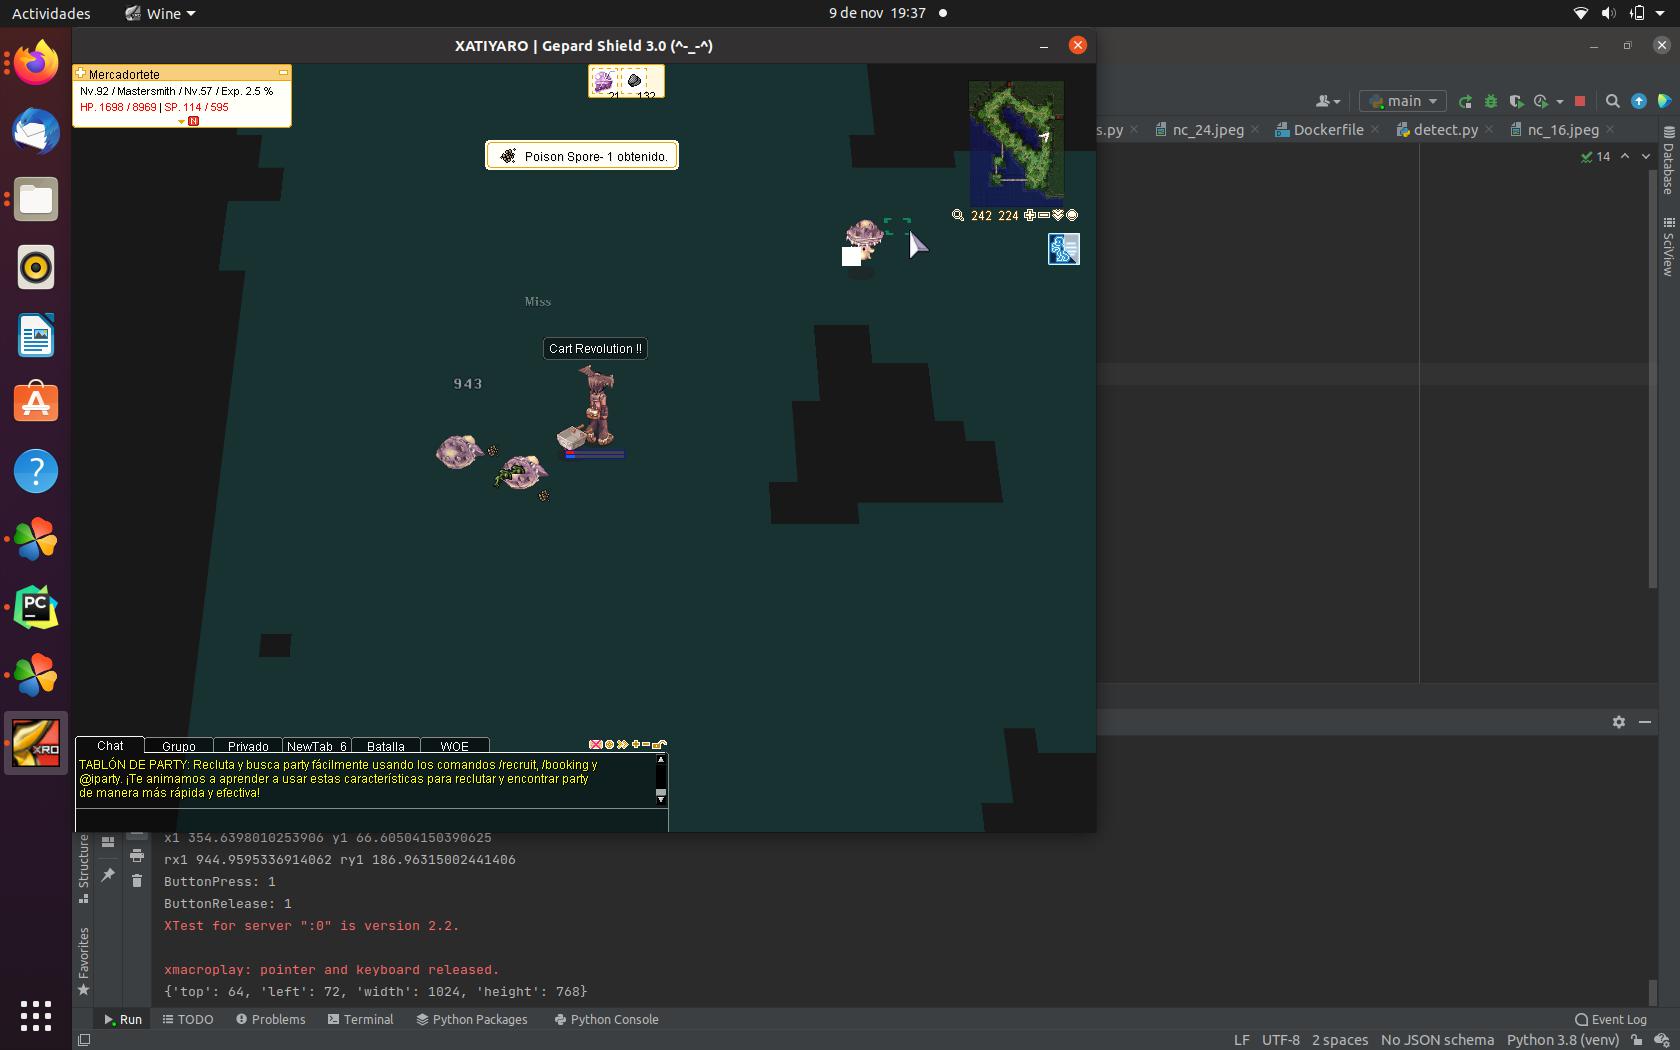 Actividades
Wine
9 de nov 19:37
XATIYARO | Gepard Shield 3.0 (^-_-^)
Mercadortete
Nv.92 / Mastersmith / Nv.57 / Exp. 2.5 %
HP. 1698 / 8969 | SP. 114 / 595
N
21 132
Poison Spore- 1 obtenido.
242 224
Miss
Cart Revolution !!
943
main
s.py
nc_24.jpeg
Dockerfile
detect.py
nc_16.jpeg
14
Database
SciView
PC
XRO
Chat
Grupo
Privado
NewTab_6
Batalla
WOE
TABLÓN DE PARTY: Recluta y busca party fácilmente usando los comandos /recruit, /booking y
@iparty. ¡Te animamos a aprender a usar estas características para reclutar y encontrar party
de manera más rápida y efectiva!
Structure
Favorites
x1 354.6398010253906 y1 66.60504150390625
rx1 944.9595336914062 ry1 186.96315002441406
ButtonPress: 1
ButtonRelease: 1
XTest for server ":0" is version 2.2.
xmacroplay: pointer and keyboard released.
{'top': 64, 'left': 72, 'width': 1024, 'height': 768}
Run
TODO
Problems
Terminal
Python Packages
Python Console
Event Log
LF UTF-8 2 spaces No JSON schema Python 3.8 (venv)